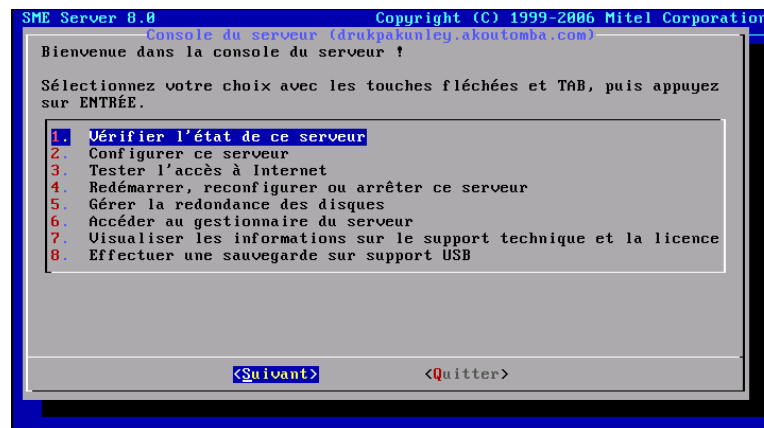 SME Server 8.0 Copyright (C) 1999-2006 Mitel Corporation
Console du serveur (drukpakunley.akoutomba.com)
Bienvenue dans la console du serveur !
Sélectionnez votre choix avec les touches fléchées et TAB, puis appuyez
sur ENTRÉE.
1. Vérifier l'état de ce serveur
2. Configurer ce serveur
3. Tester l'accès à Internet
4. Redémarrer, reconfigurer ou arrêter ce serveur
5. Gérer la redondance des disques
6. Accéder au gestionnaire du serveur
7. Visualiser les informations sur le support technique et la licence
8. Effectuer une sauvegarde sur support USB
<Suivant> <Quitter>